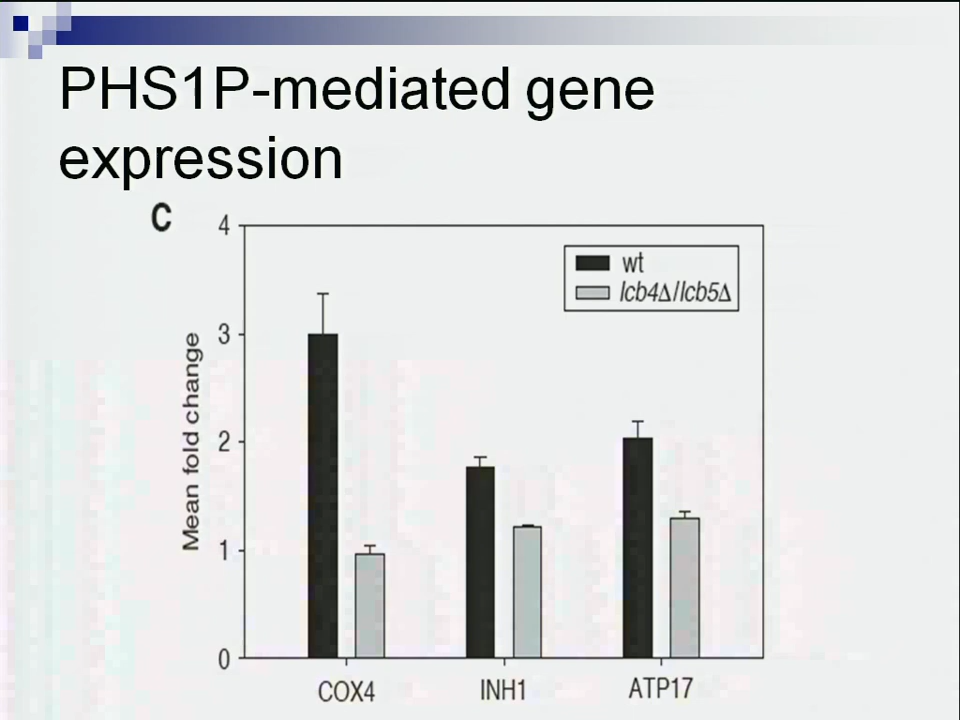 PHS1P-mediated gene
expression
C
4
3
2
1
0
Mean fold change
wt
lcb4Δ/lcb5Δ
COX4
INH1
ATP17